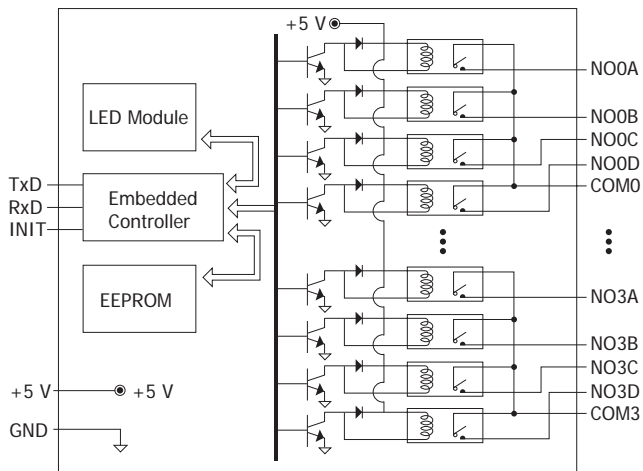 +5 V
NO0A
LED Module
NO0B
NO0C
NO0D
TxD
COM0
RxD
Embedded
Controller
INIT
EEPROM
NO3A
NO3B
NO3C
+5 V
+5 V
NO3D
COM3
GND